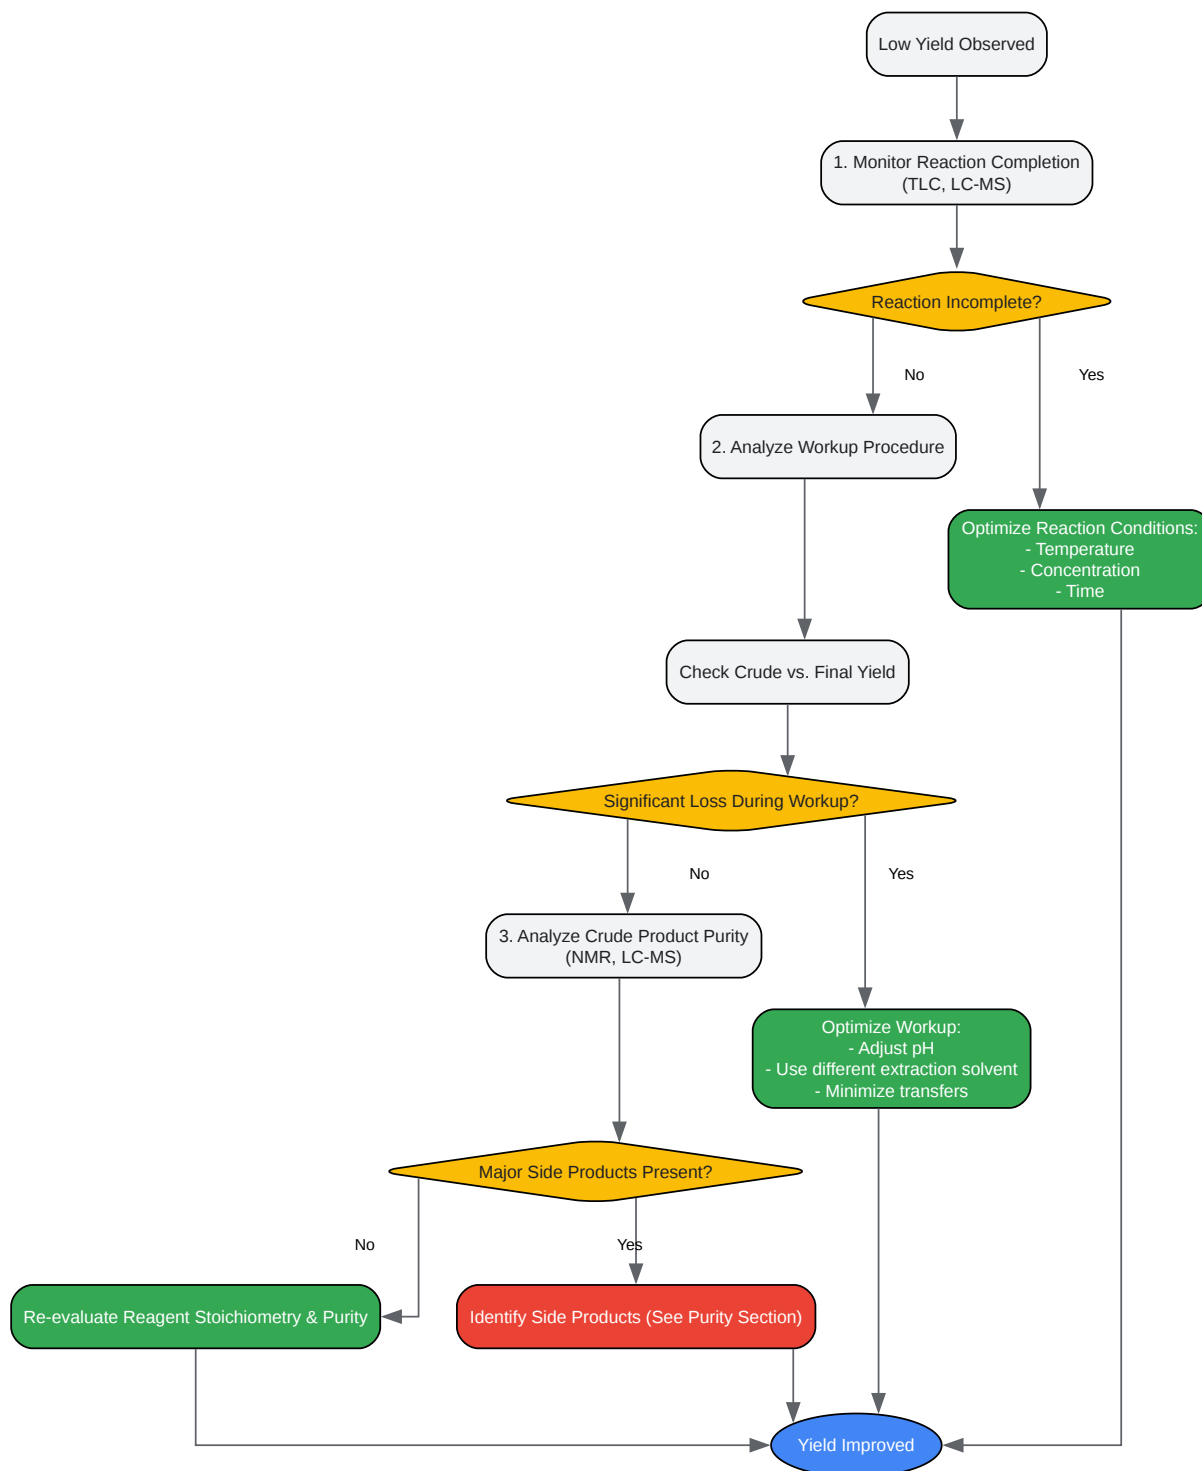 Low Yield Observed
1. Monitor Reaction Completion
(TLC, LC-MS)
Reaction Incomplete?
No
Yes
2. Analyze Workup Procedure
Optimize Reaction Conditions:
- Temperature
- Concentration
- Time
Check Crude vs. Final Yield
Significant Loss During Workup?
No
Yes
3. Analyze Crude Product Purity
(NMR, LC-MS)
Optimize Workup:
- Adjust pH
- Use different extraction solvent
- Minimize transfers
Major Side Products Present?
No
Yes
Re-evaluate Reagent Stoichiometry & Purity
Identify Side Products (See Purity Section)
Yield Improved